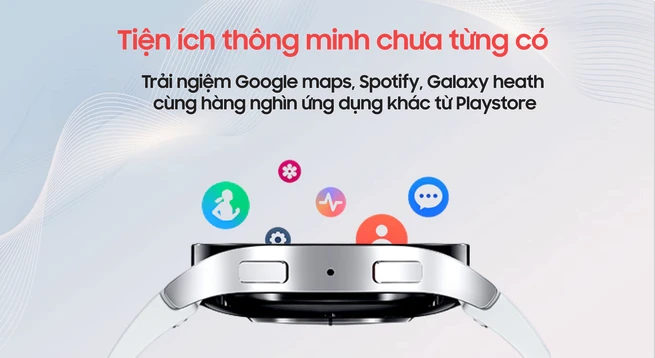 Tiện ích thông minh chưa từng có
Trải ngiệm Google maps, Spotify, Galaxy heath
cùng hàng nghìn ứng dụng khác từ Playstore